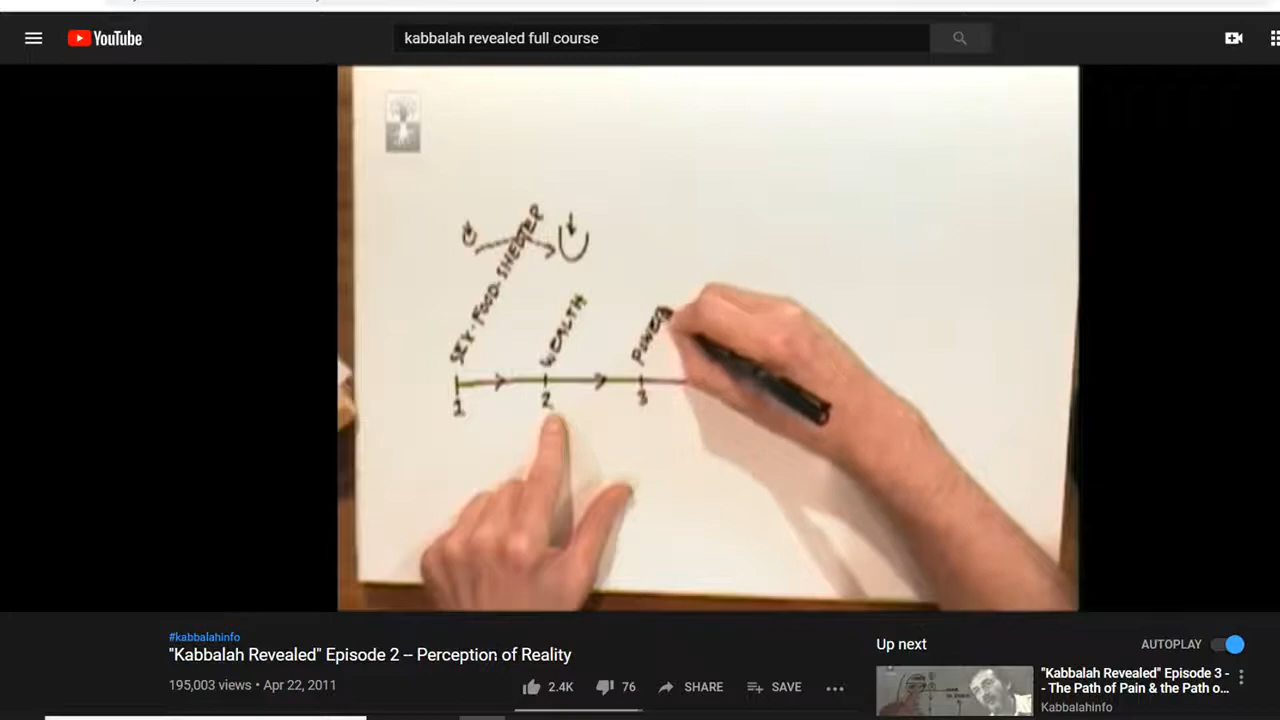 YouTube
kabbalah revealed full course
SEX·FOOD·SHELTER
WEALTH
POWER
1
2
3
#kabbalahinfo
"Kabbalah Revealed" Episode 2 -- Perception of Reality
195,003 views • Apr 22, 2011
2.4K
76
SHARE
SAVE
Up next
AUTOPLAY
"Kabbalah Revealed" Episode 3 -
- The Path of Pain & the Path o...
Kabbalahinfo